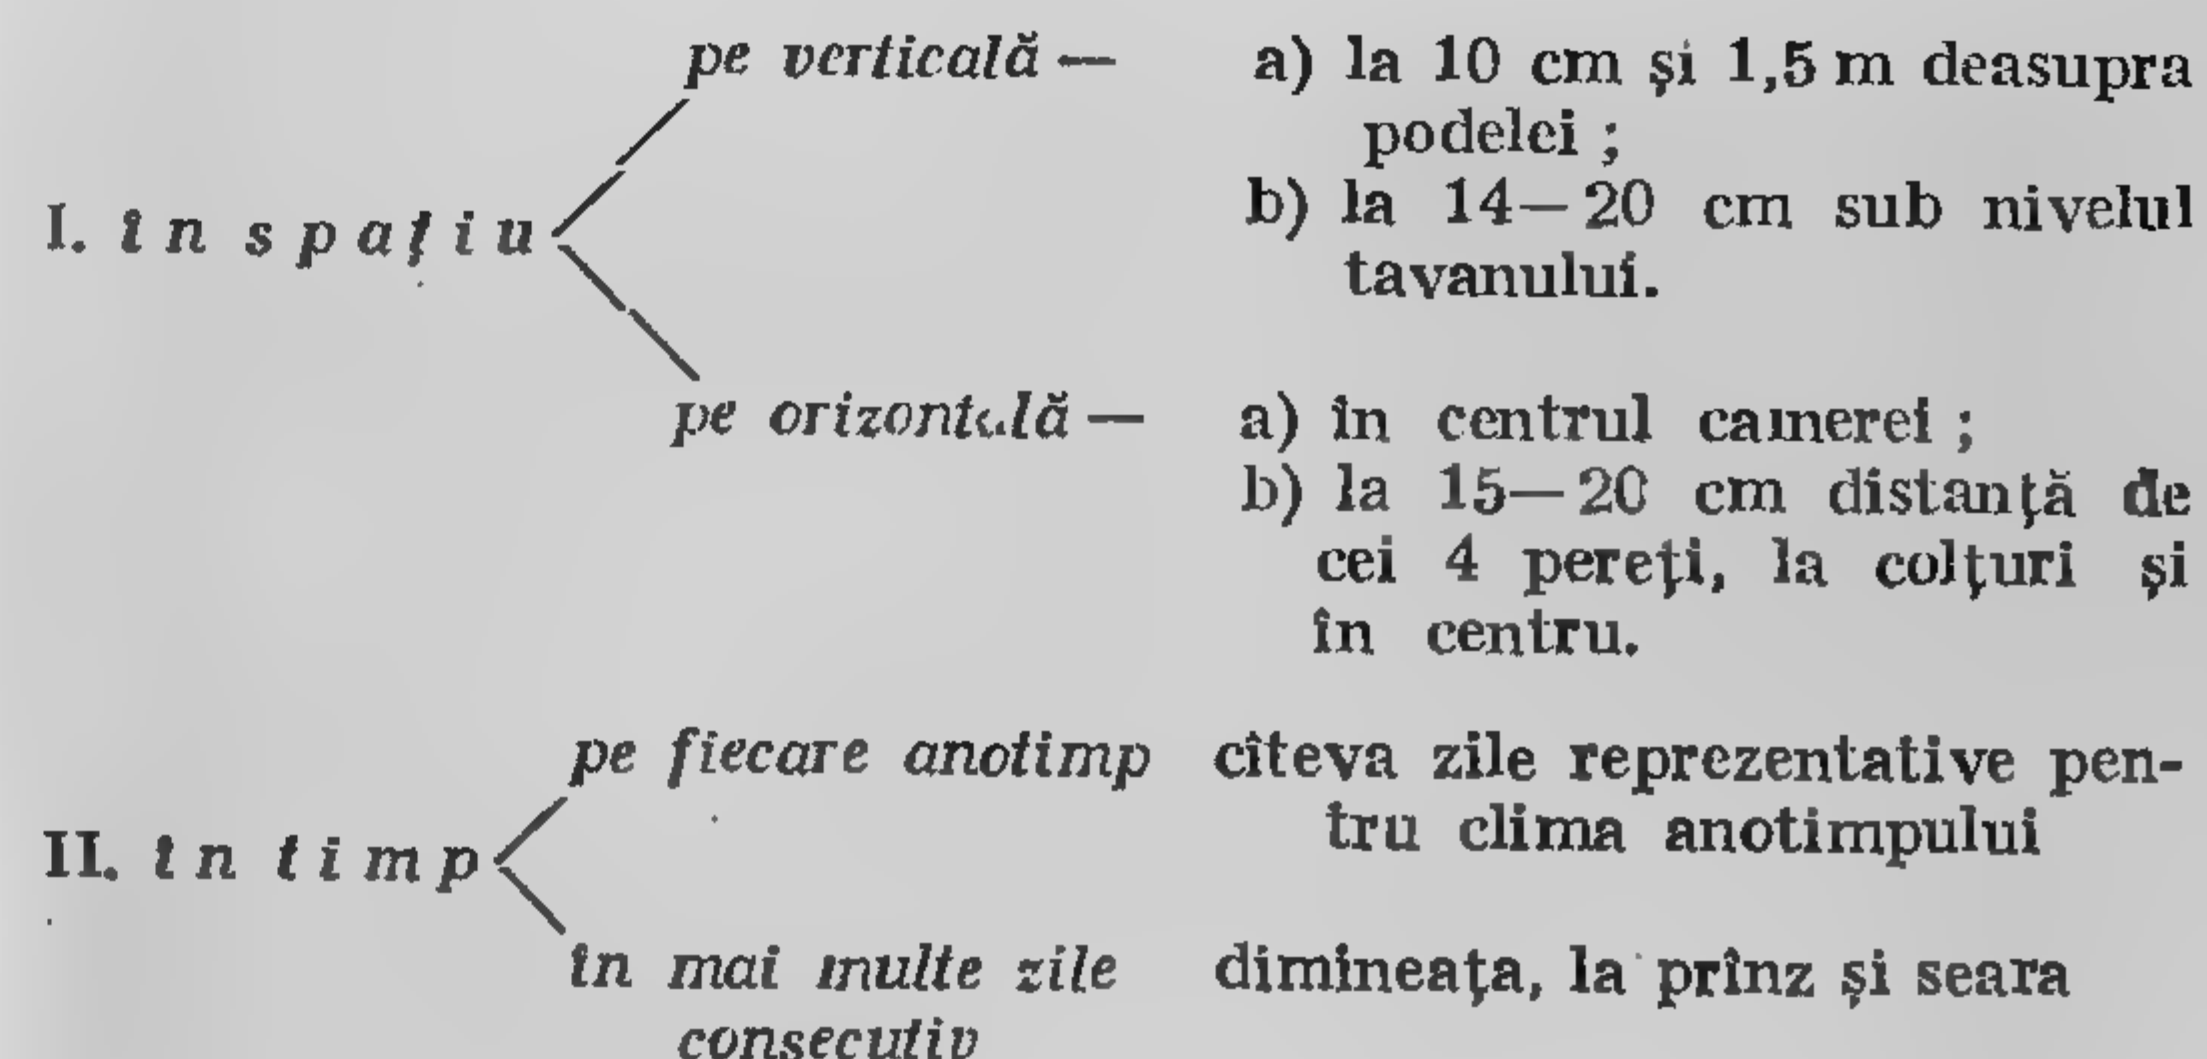 pe verticală — a) la 10 cm și 1,5 m deasupra
podelei ;
I. în spațiu b) la 14—20 cm sub nivelul
tavanului.
pe orizontală — a) în centrul camerei ;
b) la 15—20 cm distanță de
cei 4 pereți, la colțuri și
în centru.
pe fiecare anotimp cîteva zile reprezentative pen-
tru clima anotimpului
II. în timp
în mai multe zile dimineața, la prînz și seara
consecutiv